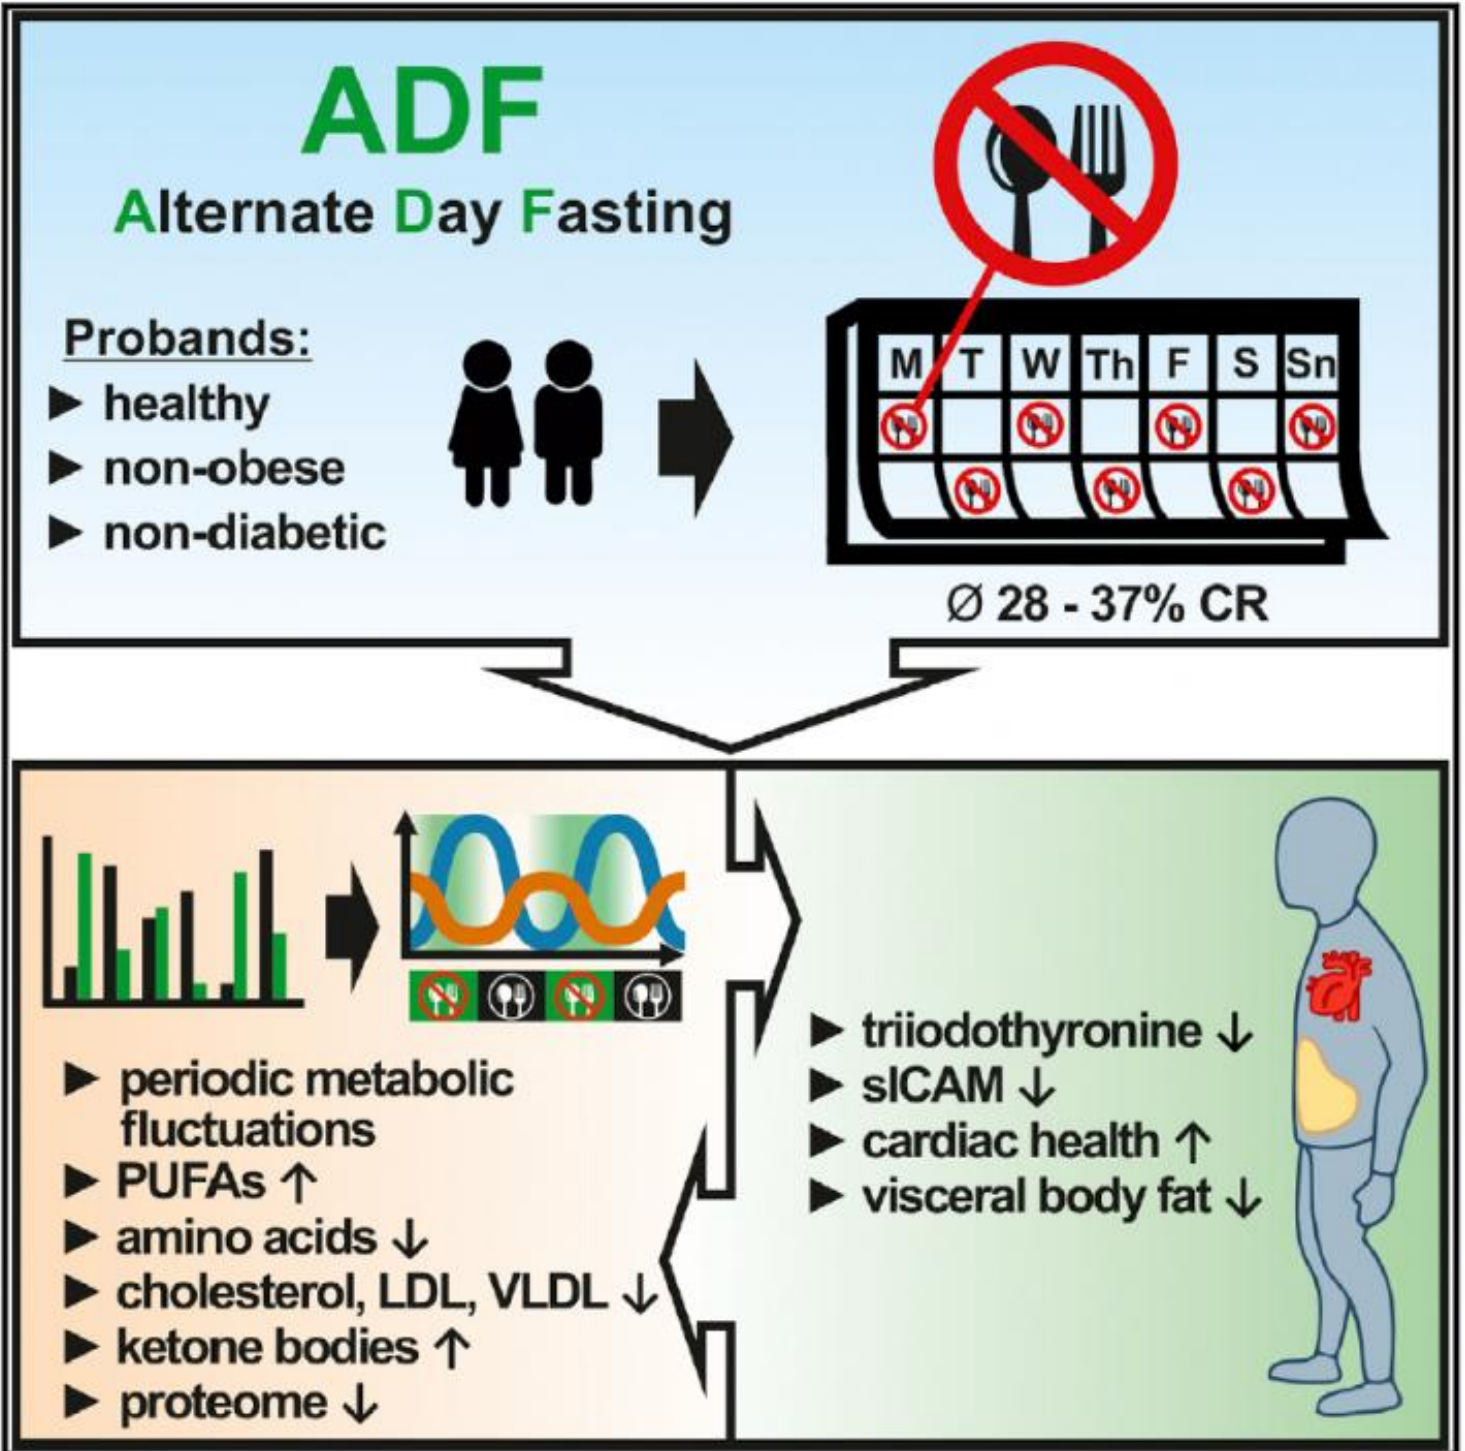 ADF
Alternate Day Fasting
Probands:
► healthy
► non-obese
► non-diabetic
M T W Th F S Sn
Ø 28 - 37% CR
► periodic metabolic
fluctuations
► PUFAs ↑
► amino acids ↓
► cholesterol, LDL, VLDL ↓
► ketone bodies ↑
► proteome ↓
► triiodothyronine ↓
► sICAM ↓
► cardiac health ↑
► visceral body fat ↓